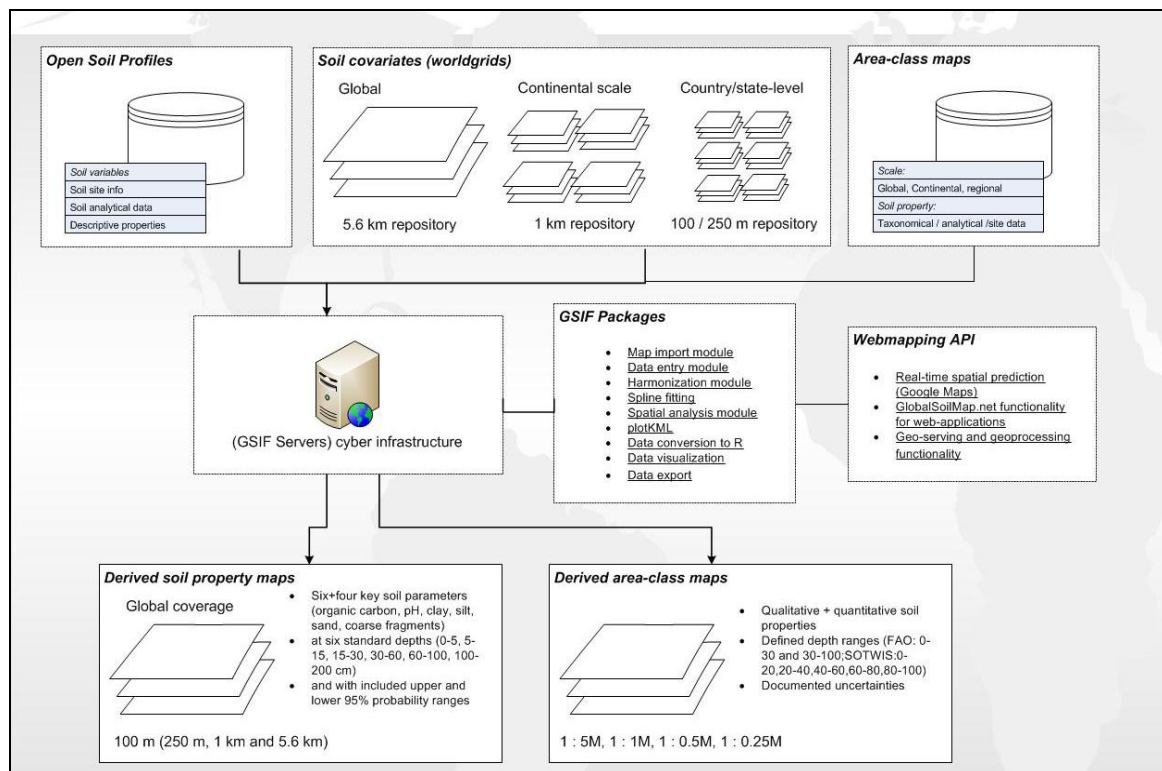 Open Soil Profiles
Soil variables
Soil site info
Soil analytical data
Descriptive properties
Soil covariates (worldgrids)
Global
5.6 km repository
Continental scale
1 km repository
Country/state-level
100 / 250 m repository
Area-class maps
Scale:
Global, Continental, regional
Soil property:
Taxonomical / analytical /site data
(GSIF Servers) cyber infrastructure
GSIF Packages
• Map import module
• Data entry module
• Harmonization module
• Spline fitting
• Spatial analysis module
• plotKML
• Data conversion to R
• Data visualization
• Data export
Webmapping API
• Real-time spatial prediction
(Google Maps)
• GlobalSoilMap.net functionality
for web-applications
• Geo-serving and geoprocessing
functionality
Derived soil property maps
Global coverage
• Six+four key soil parameters
(organic carbon, pH, clay, silt,
sand, coarse fragments)
• at six standard depths (0-5, 5-
15, 15-30, 30-60, 60-100, 100-
200 cm)
• and with included upper and
lower 95% probability ranges
100 m (250 m, 1 km and 5.6 km)
Derived area-class maps
• Qualitative + quantitative soil
properties
• Defined depth ranges (FAO: 0-
30 and 30-100;SOTWIS:0-
20,20-40,40-60,60-80,80-100)
• Documented uncertainties
1 : 5M, 1 : 1M, 1 : 0.5M, 1 : 0.25M